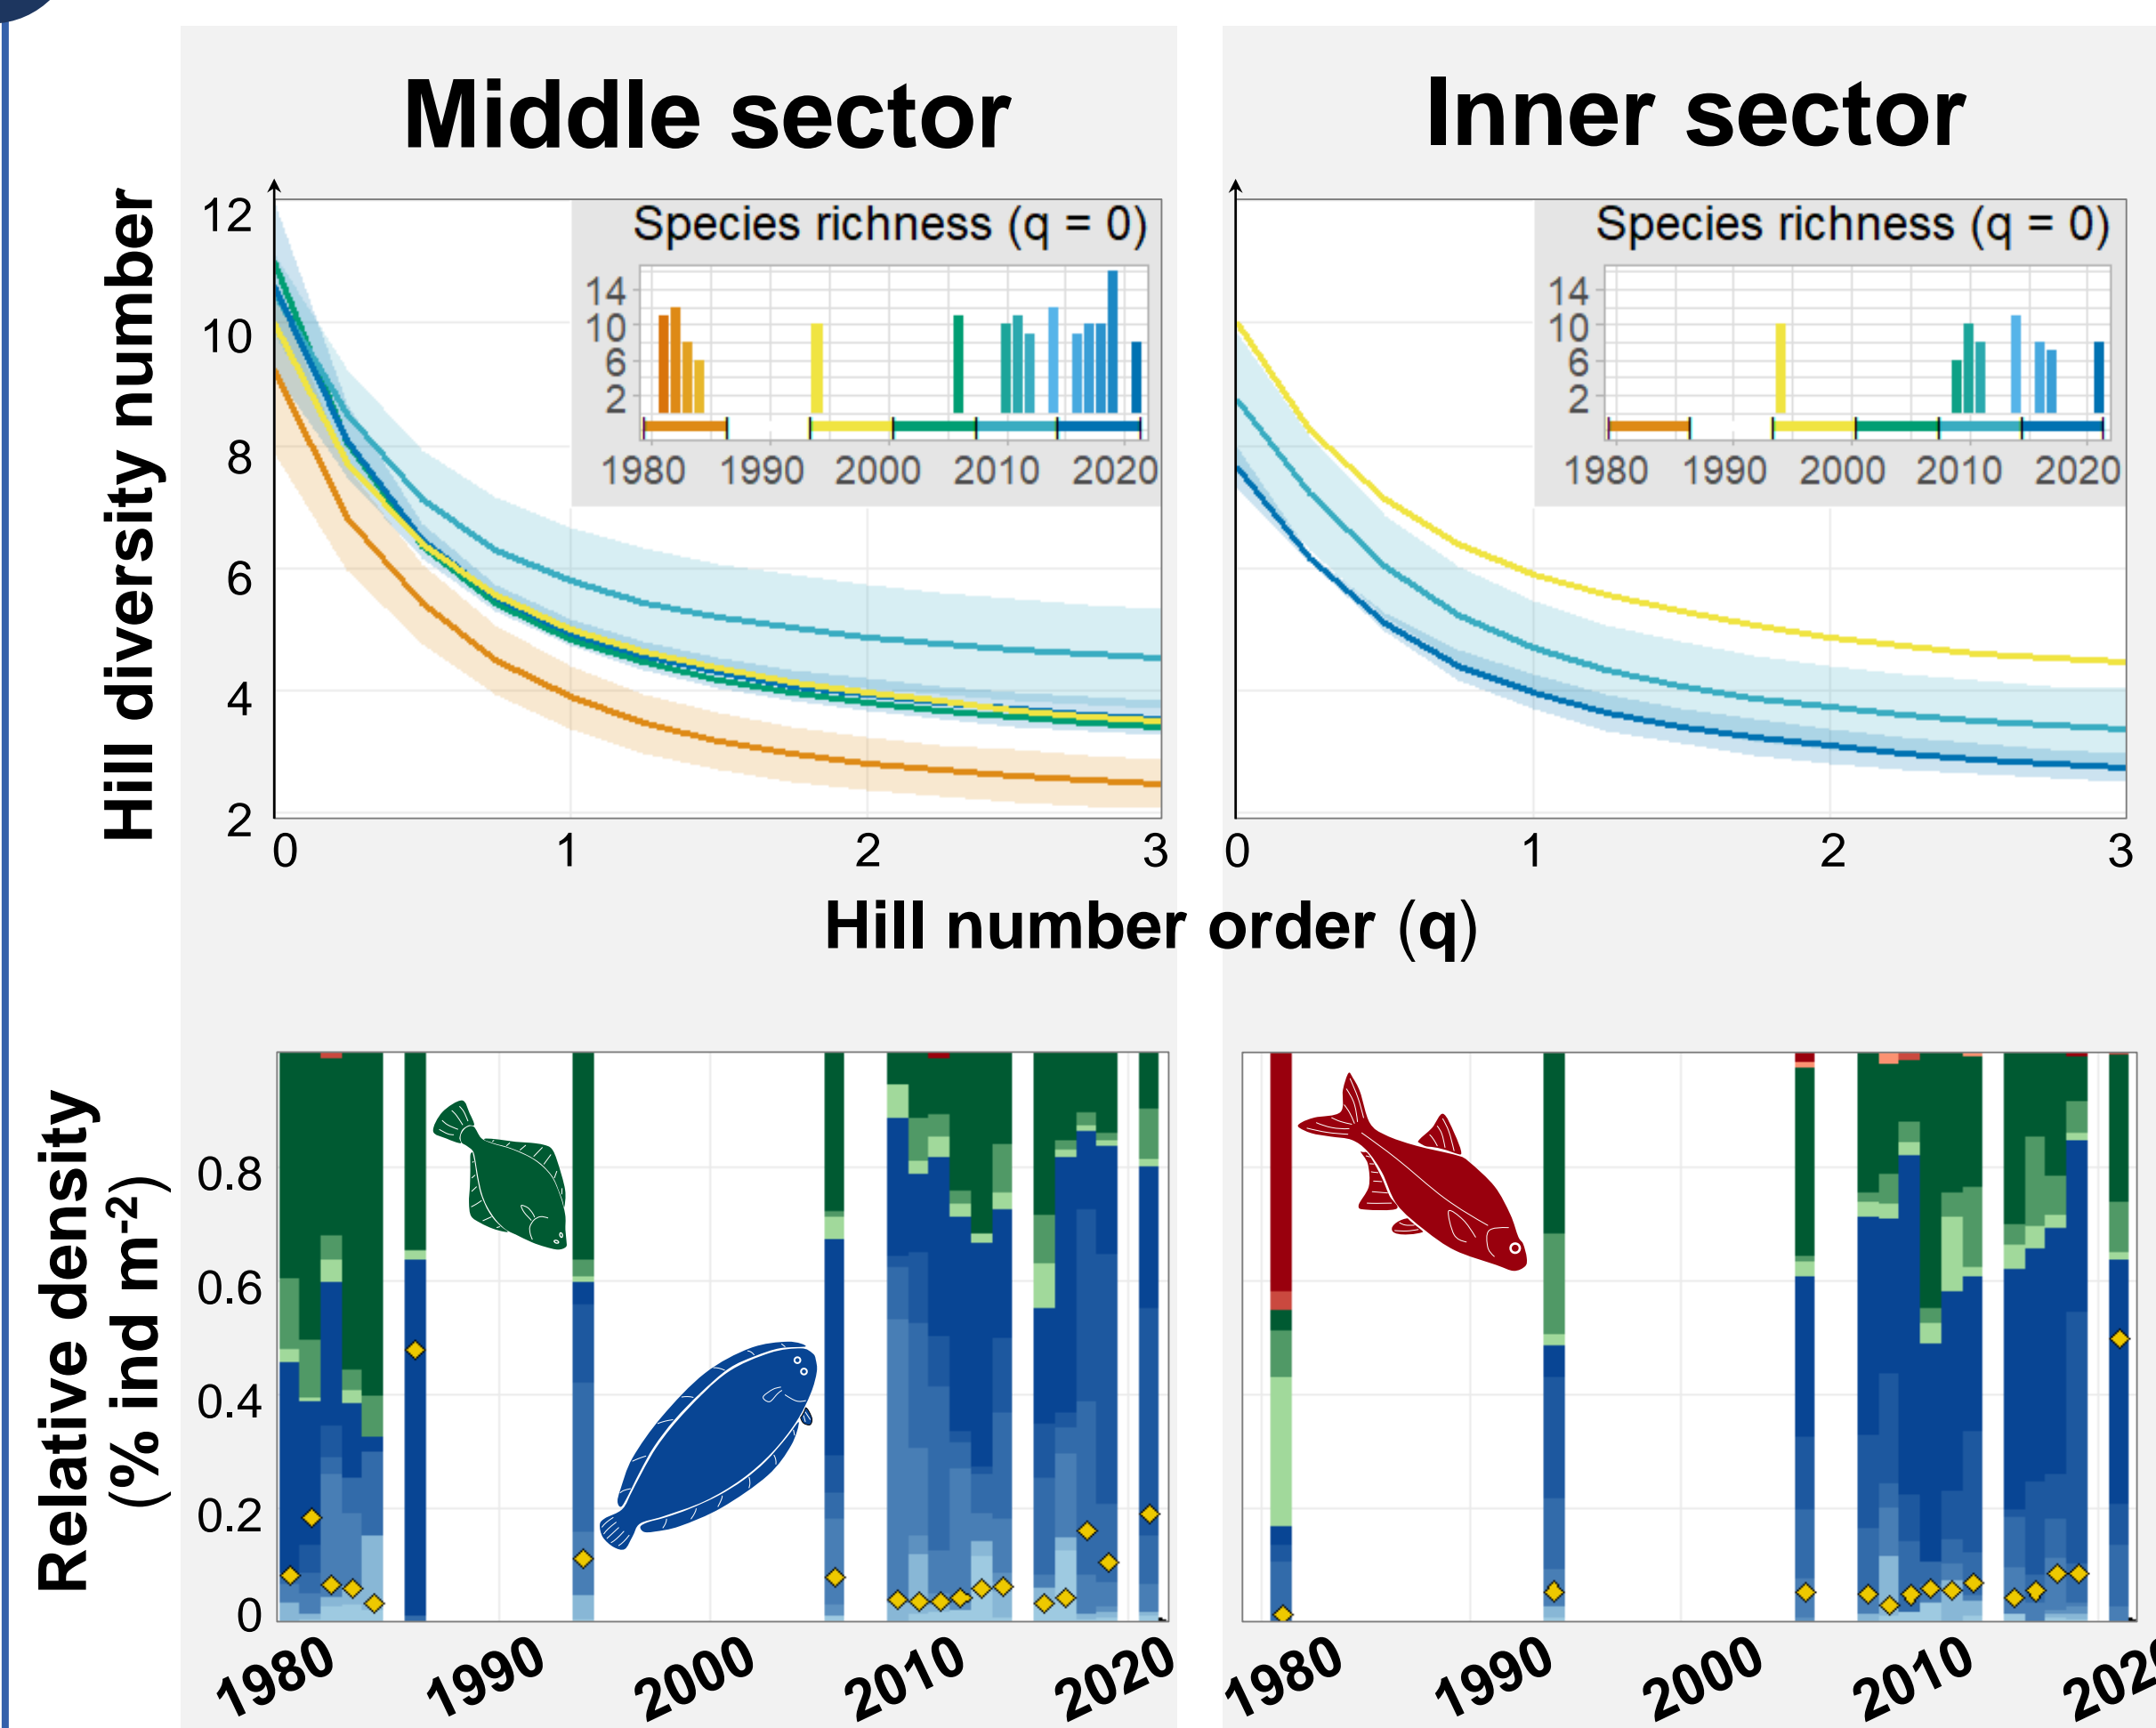 Middle sector
Inner sector
Hill diversity number
12
10
8
6
4
2
Species richness (q = 0)
14
10
6
2
1980 1990 2000 2010 2020
0 1 2 3
Species richness (q = 0)
14
10
6
2
1980 1990 2000 2010 2020
0 1 2 3
Hill number order (q)
Relative density
(% ind m-2)
0.8
0.6
0.4
0.2
0
1980 1990 2000 2010 2020
1980 1990 2000 2010 202